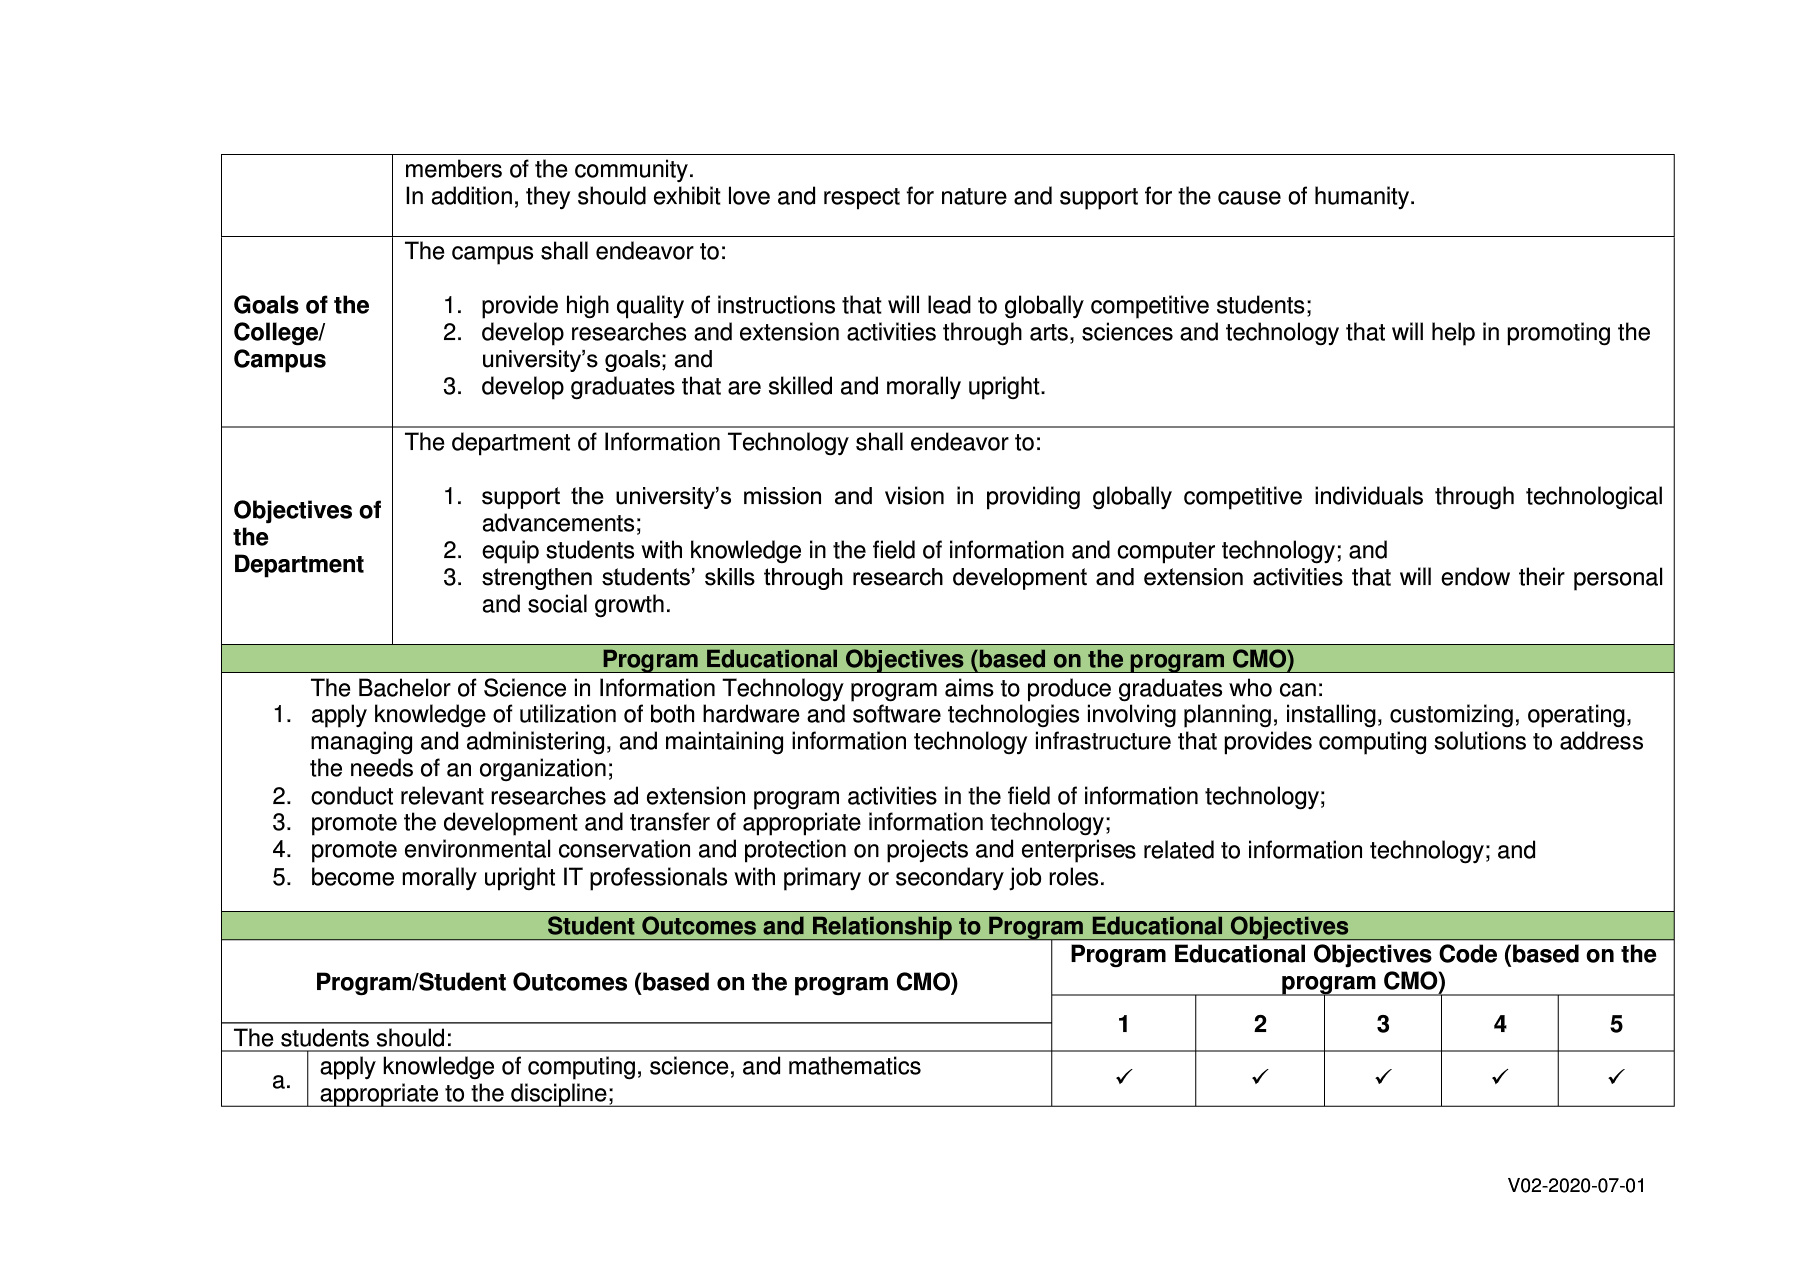 members of the community.
In addition, they should exhibit love and respect for nature and support for the cause of humanity.
Goals of the
College/
Campus
The campus shall endeavor to:
1. provide high quality of instructions that will lead to globally competitive students;
2. develop researches and extension activities through arts, sciences and technology that will help in promoting the
university’s goals; and
3. develop graduates that are skilled and morally upright.
Objectives of
the
Department
The department of Information Technology shall endeavor to:
1. support the university’s mission and vision in providing globally competitive individuals through technological
advancements;
2. equip students with knowledge in the field of information and computer technology; and
3. strengthen students’ skills through research development and extension activities that will endow their personal
and social growth.
Program Educational Objectives (based on the program CMO)
The Bachelor of Science in Information Technology program aims to produce graduates who can:
1. apply knowledge of utilization of both hardware and software technologies involving planning, installing, customizing, operating,
managing and administering, and maintaining information technology infrastructure that provides computing solutions to address
the needs of an organization;
2. conduct relevant researches ad extension program activities in the field of information technology;
3. promote the development and transfer of appropriate information technology;
4. promote environmental conservation and protection on projects and enterprises related to information technology; and
5. become morally upright IT professionals with primary or secondary job roles.
Student Outcomes and Relationship to Program Educational Objectives
Program/Student Outcomes (based on the program CMO)
Program Educational Objectives Code (based on the
program CMO)
1 2 3 4 5
The students should:
a. apply knowledge of computing, science, and mathematics
appropriate to the discipline;
✓ ✓ ✓ ✓ ✓
V02-2020-07-01